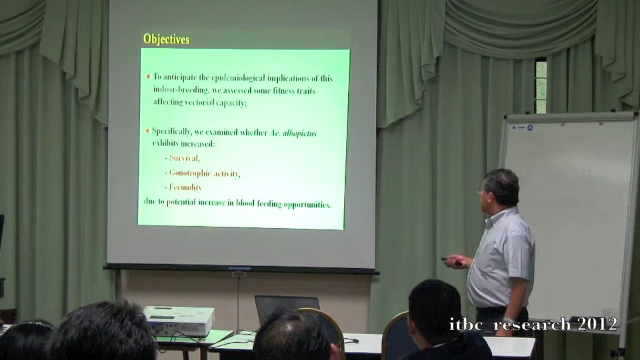 Objectives
To anticipate the epidemiological implications of this
indoor-breeding, we assessed some fitness traits
affecting vectorial capacity;
Specifically, we examined whether Ae. albopictus
exhibits increased:
- Survival,
- Gonotrophic activity,
- Fecundity
due to potential increase in blood feeding opportunities.
itbc_research 2012